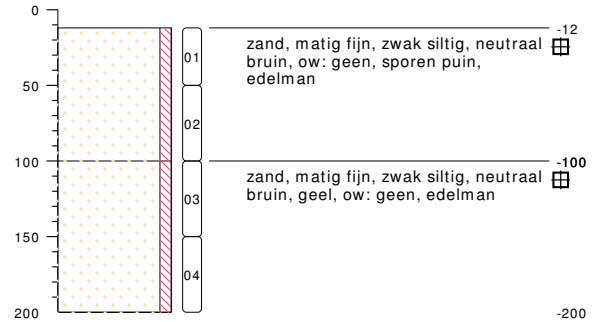 0
-12
zand, matig fijn, zwak siltig, neutraal
bruin, ow: geen, sporen puin,
edelman
01
50
02
100
-100
zand, matig fijn, zwak siltig, neutraal
bruin, geel, ow: geen, edelman
03
150
04
200
-200